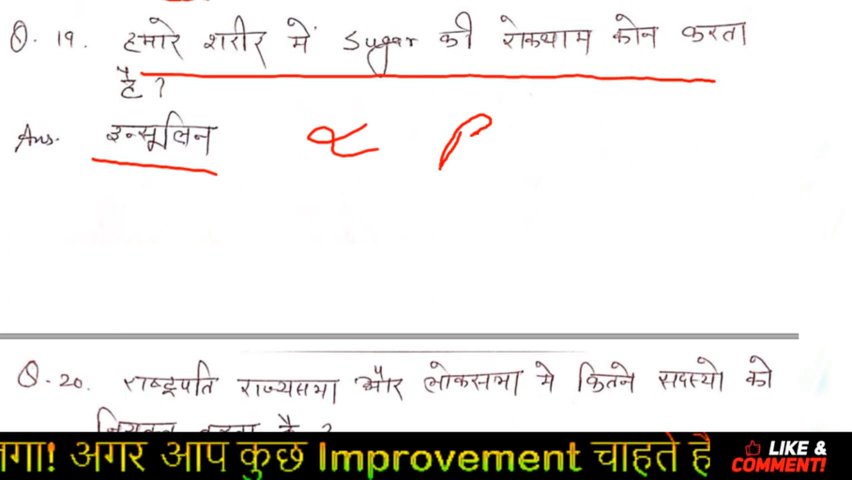 Q. 19. हमारे शरीर में Sugar की रोकथाम कोन करता
है ?
Ans. इन्सूलिन α β
Q. 20. राष्ट्रपति राज्यसभा और लोकसभा मे कितने सदस्यो को
है ?
अगर आप कुछ Improvement चाहते है
LIKE &
COMMENT!